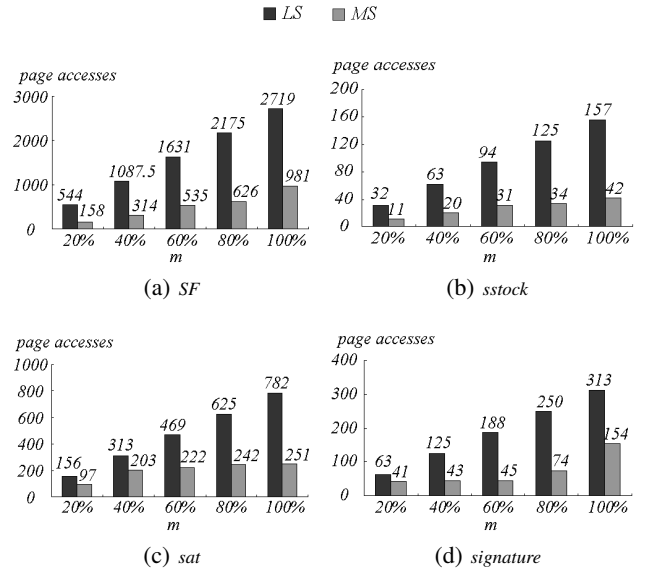 LS MS
page accesses
3000
2000
1000
0
544 158 1087.5 314 1631 535 2175 626 2719 981
20% 40% 60% 80% 100%
m
(a) SF
page accesses
200
160
120
80
40
0
32 11 63 20 94 31 125 34 157 42
20% 40% 60% 80% 100%
m
(b) sstock
page accesses
1000
800
600
400
200
0
156 97 313 203 469 222 625 242 782 251
20% 40% 60% 80% 100%
m
(c) sat
page accesses
400
300
200
100
0
63 41 125 43 188 45 250 74 313 154
20% 40% 60% 80% 100%
m
(d) signature